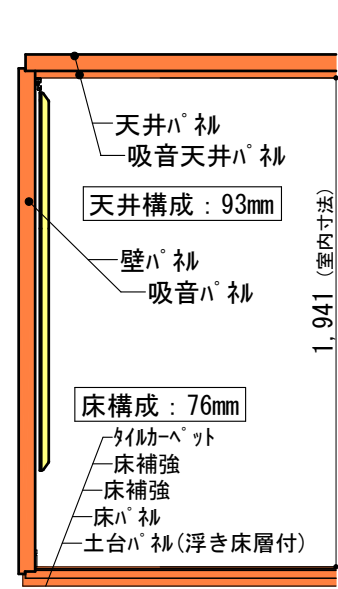 天井ﾊﾟﾈﾙ
吸音天井ﾊﾟﾈﾙ
天井構成：93mm
壁ﾊﾟﾈﾙ
吸音ﾊﾟﾈﾙ
1,941 (室内寸法)
床構成：76mm
ﾀｲﾙｶｰﾍﾟｯﾄ
床補強
床補強
床ﾊﾟﾈﾙ
土台ﾊﾟﾈﾙ(浮き床層付)